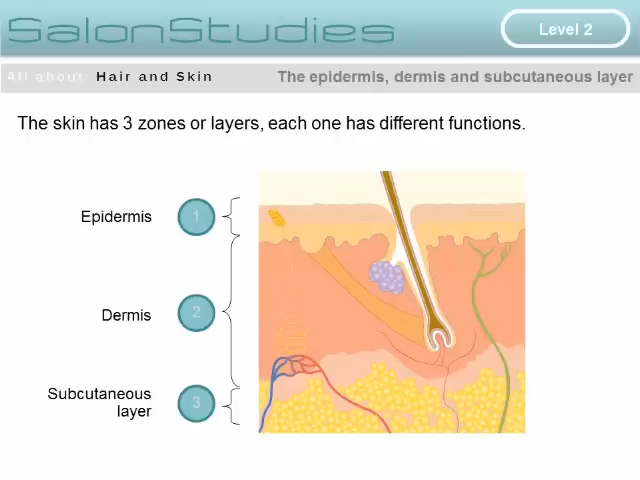 SalonStudies
Level 2
All about: Hair and Skin
The epidermis, dermis and subcutaneous layer
The skin has 3 zones or layers, each one has different functions.
Epidermis
1
Dermis
2
Subcutaneous
layer
3